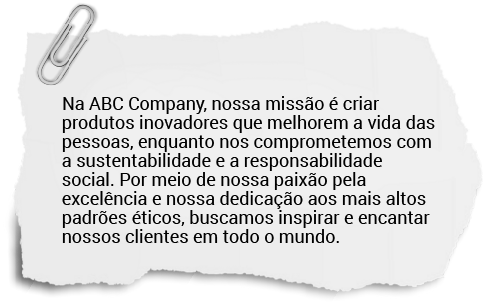 Na ABC Company, nossa missão é criar
produtos inovadores que melhorem a vida das
pessoas, enquanto nos comprometemos com
a sustentabilidade e a responsabilidade
social. Por meio de nossa paixão pela
excelência e nossa dedicação aos mais altos
padrões éticos, buscamos inspirar e encantar
nossos clientes em todo o mundo.